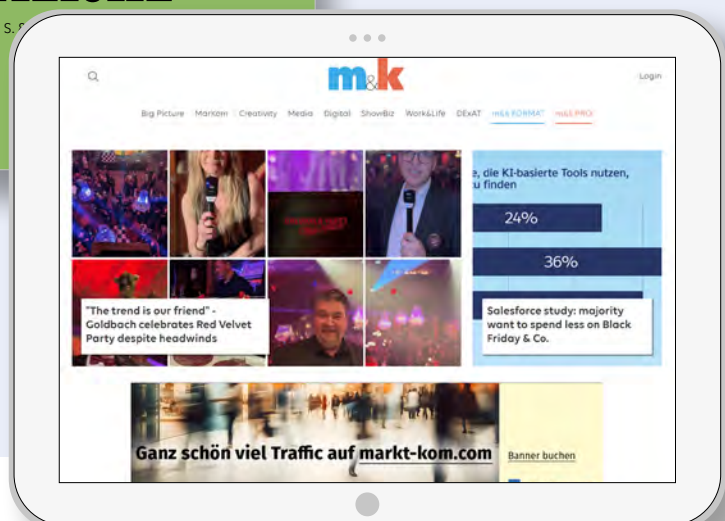 m&k
Login
Big Picture MarKom Creativity Media Digital ShowBiz Work&Life DExAT m&k FORMAT m&k PRO
, die KI-basierte Tools nutzen,
u finden
24%
36%
"The trend is our friend" -
Goldbach celebrates Red Velvet
Party despite headwinds
Salesforce study: majority
want to spend less on Black
Friday & Co.
Ganz schön viel Traffic auf markt-kom.com
Banner buchen